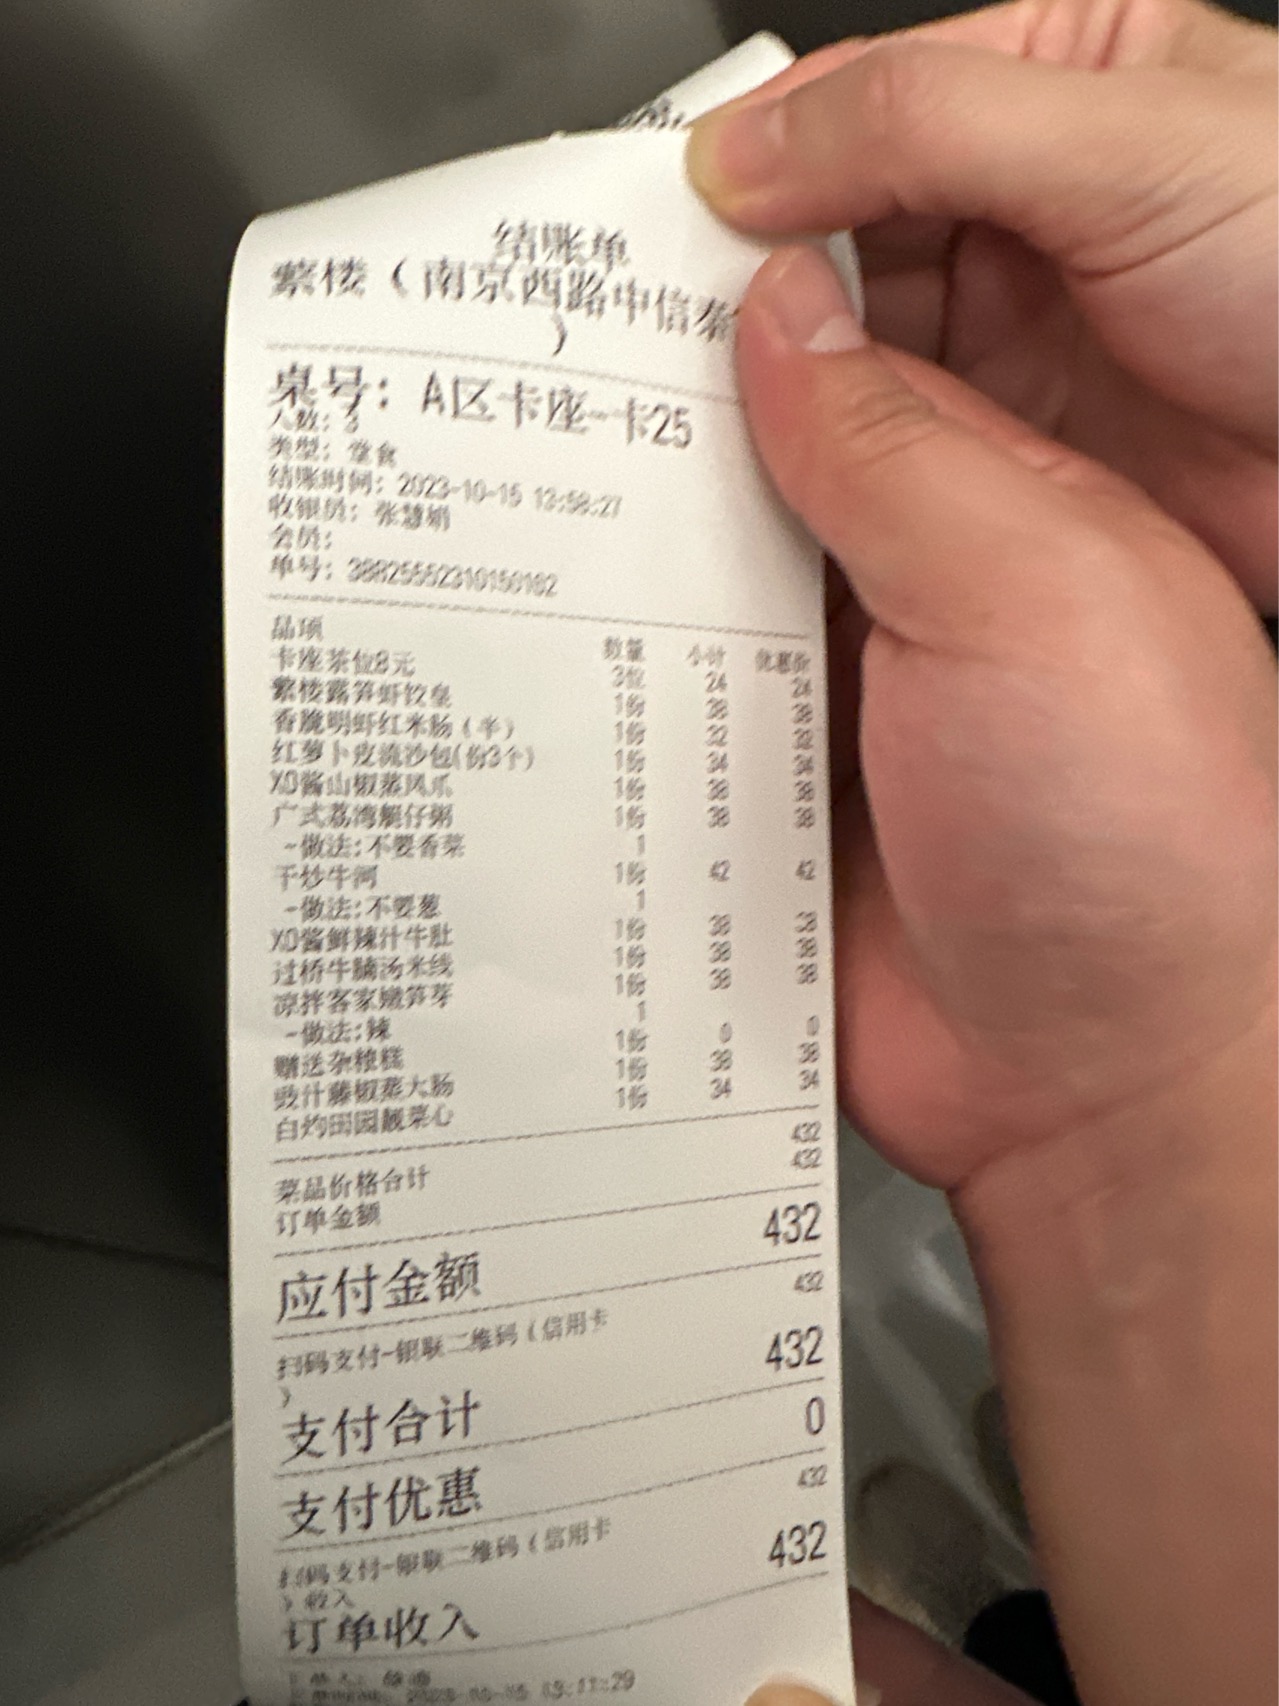 结账单
繁楼（南京西路中信泰
）
桌号：A区卡座-卡25
人数：3
类型：堂食
结账时间：2023-10-15 13:58:27
收银员：张慧娟
会员：
单号：
品项 数量 小计 优惠价
卡座茶位8元 3位 24 24
繁楼露笋虾饺皇 1份 38 38
香脆明虾红米肠（半） 1份 32 32
红萝卜皮流沙包(份3个) 1份 34 34
XO酱山椒蒸凤爪 1份 38 38
广式荔湾艇仔粥 1份 38 38
-做法:不要香菜 1
干炒牛河 1份 42 42
-做法:不要葱 1
XO酱鲜辣汁牛肚 1份 38 38
过桥牛腩汤米线 1份 38 38
凉拌客家嫩笋芽 1份 38 38
-做法:辣 1
赠送杂粮糕 1份 0 0
豉汁藤椒蒸大肠 1份 38 38
白灼田园靓菜心 1份 34 34
菜品价格合计 432
订单金额 432
应付金额 432
扫码支付-银联二维码（信用卡 432
）
支付合计 432
支付优惠 0
扫码支付-银联二维码（信用卡 432
）收入
订单收入 432